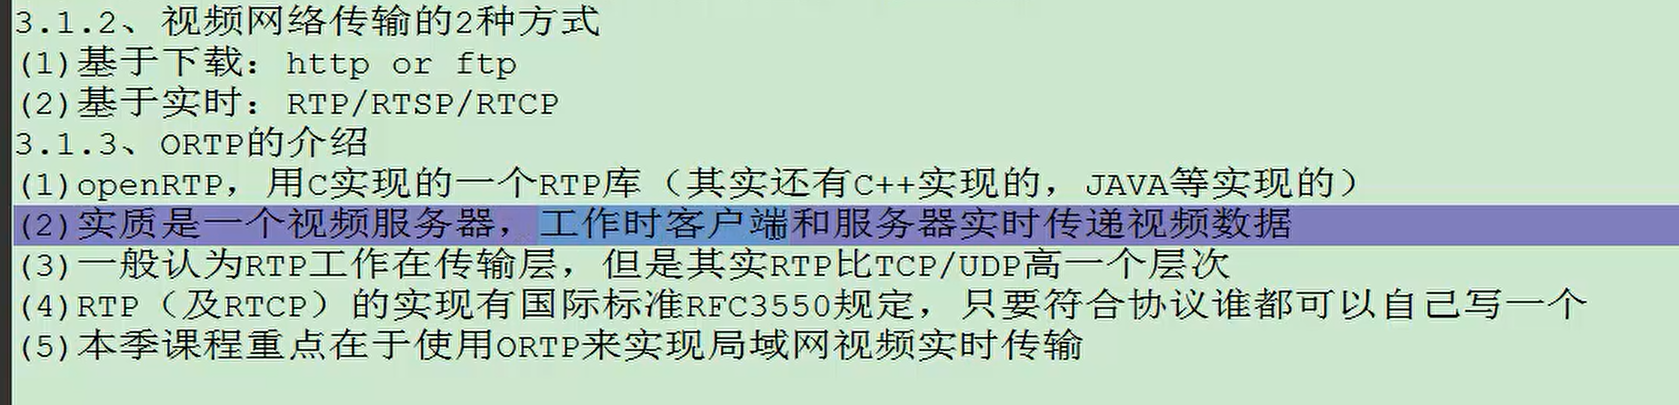 3.1.2、视频网络传输的2种方式
(1)基于下载：http or ftp
(2)基于实时：RTP/RTSP/RTCP
3.1.3、ORTP的介绍
(1)openRTP，用C实现的一个RTP库（其实还有C++实现的，JAVA等实现的）
(2)实质是一个视频服务器，工作时客户端和服务器实时传递视频数据
(3)一般认为RTP工作在传输层，但是其实RTP比TCP/UDP高一个层次
(4)RTP（及RTCP）的实现有国际标准RFC3550规定，只要符合协议谁都可以自己写一个
(5)本季课程重点在于使用ORTP来实现局域网视频实时传输